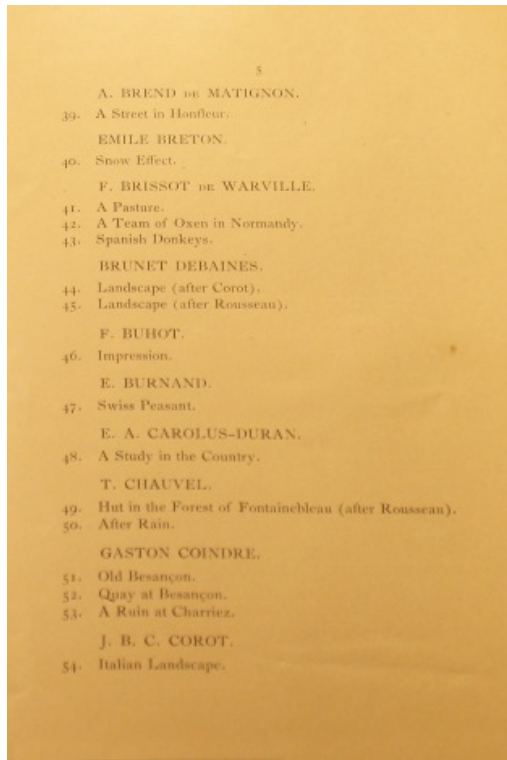 5
A. BREND DE MATIGNON.
39. A Street in Honfleur.
EMILE BRETON.
40. Snow Effect.
F. BRISSOT DE WARVILLE.
41. A Pasture.
42. A Team of Oxen in Normandy.
43. Spanish Donkeys.
BRUNET DEBAINES.
44. Landscape (after Corot).
45. Landscape (after Rousseau).
F. BUHOT.
46. Impression.
E. BURNAND.
47. Swiss Peasant.
E. A. CAROLUS-DURAN.
48. A Study in the Country.
T. CHAUVEL.
49. Hut in the Forest of Fontainebleau (after Rousseau).
50. After Rain.
GASTON COINDRE.
51. Old Besançon.
52. Quay at Besançon.
53. A Ruin at Charriez.
J. B. C. COROT.
54. Italian Landscape.